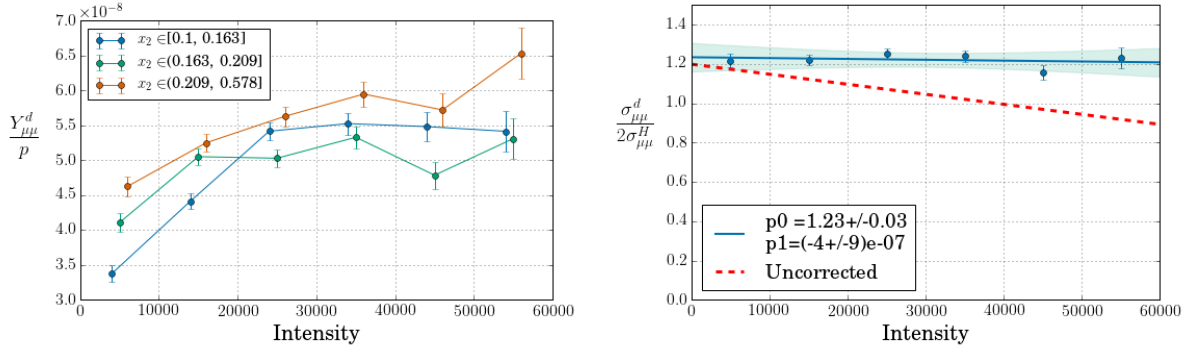 7.0 ×10⁻⁸
6.5
6.0
5.5
5.0
4.5
4.0
3.5
3.0
0 10000 20000 30000 40000 50000 60000
Intensity
Y^d_μμ
p
x₂ ∈[0.1, 0.163]
x₂ ∈(0.163, 0.209]
x₂ ∈(0.209, 0.578]
1.4
1.2
1.0
0.8
0.6
0.4
0.2
0.0
0 10000 20000 30000 40000 50000 60000
Intensity
σ^d_μμ
2σ^H_μμ
p0 =1.23+/-0.03
p1=(-4+/-9)e-07
Uncorrected